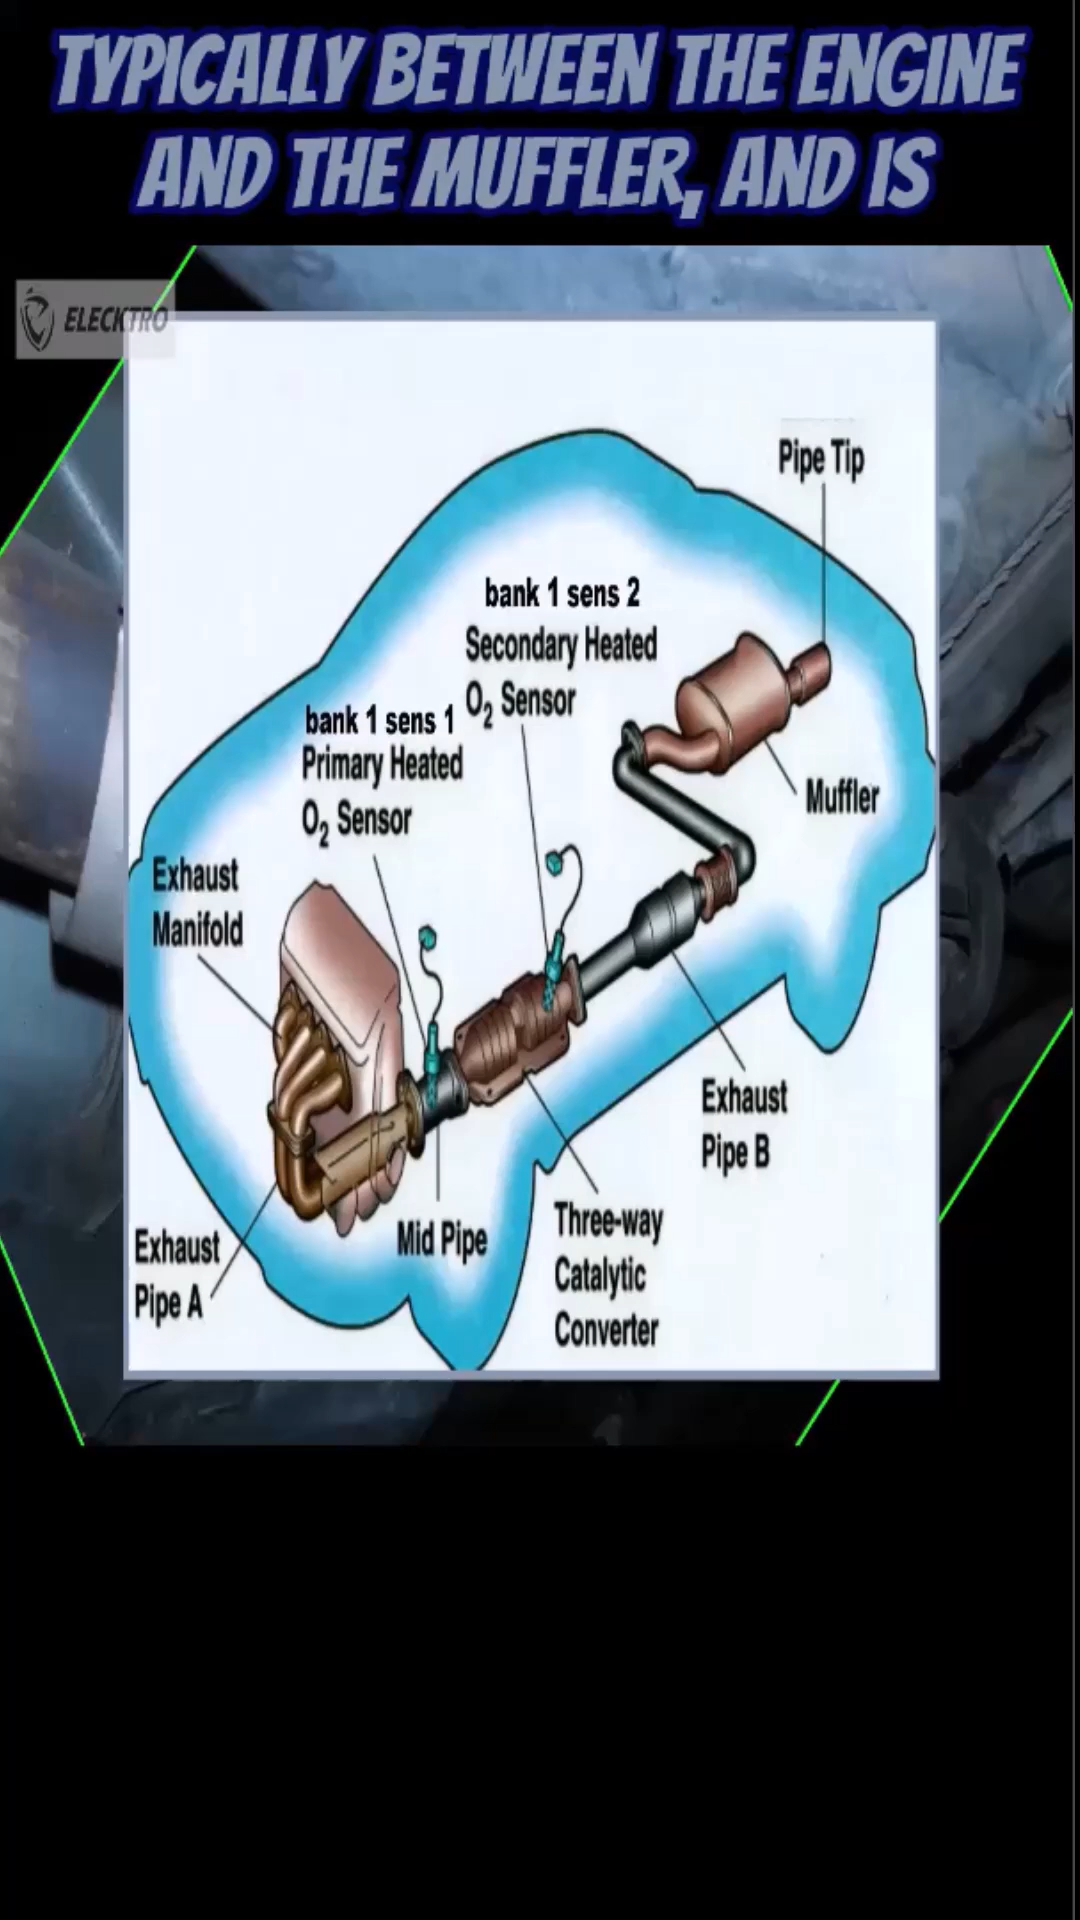 TYPICALLY BETWEEN THE ENGINE
AND THE MUFFLER, AND IS
ELECKTRO
Pipe Tip
bank 1 sens 2
Secondary Heated
O₂ Sensor
bank 1 sens 1
Primary Heated
O₂ Sensor
Muffler
Exhaust
Manifold
Exhaust
Pipe B
Three-way
Catalytic
Converter
Mid Pipe
Exhaust
Pipe A